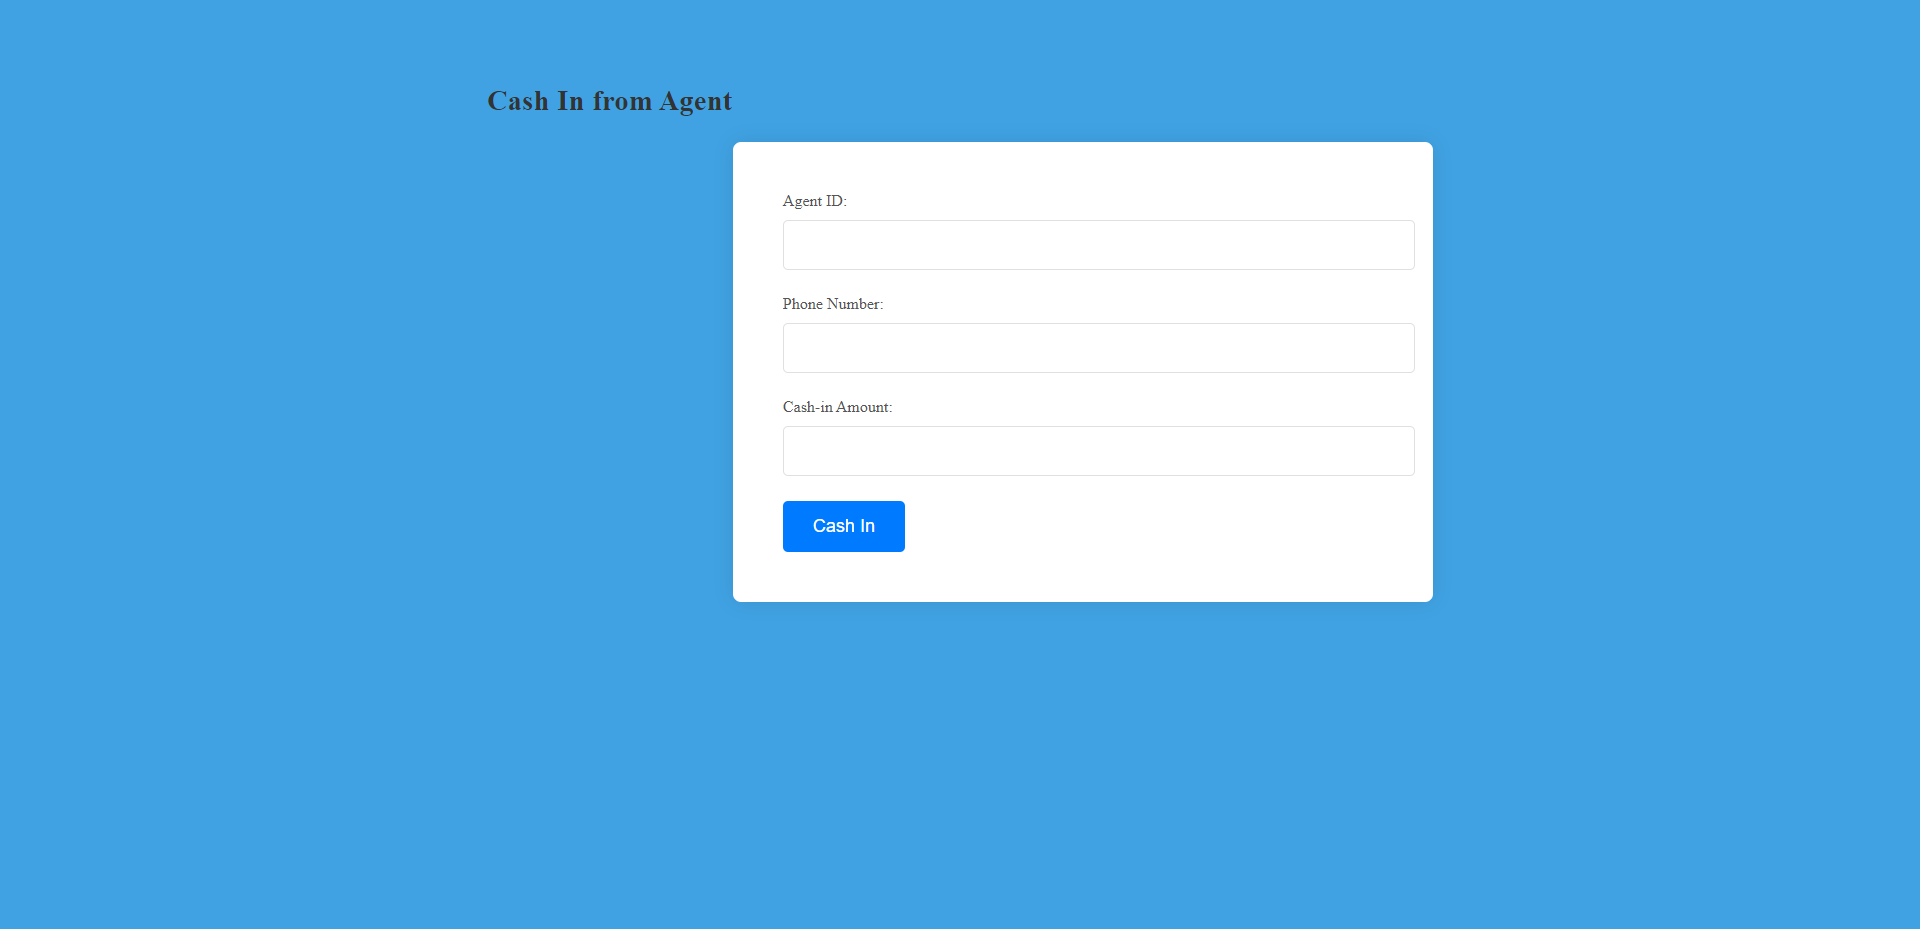 Cash In from Agent
Agent ID:
Phone Number:
Cash-in Amount:
Cash In